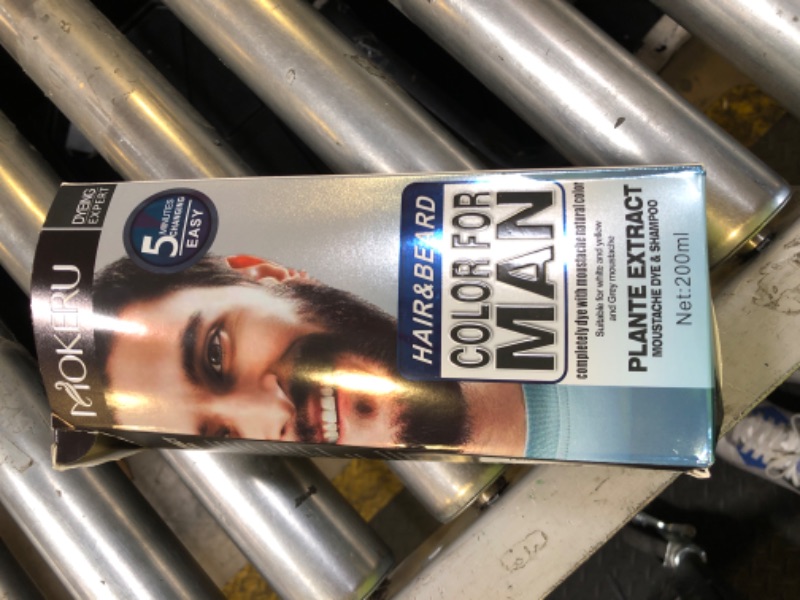 MOKERU
DYEING
EXPERT
5 MINUTES
CHANGING
EASY
HAIR&BEARD
COLOR FOR
MAN
completely dye with moustache natural color
Suitable for white and yellow
and Grey moustache
PLANTE EXTRACT
MOUSTACHE DYE & SHAMPOO
Net:200ml